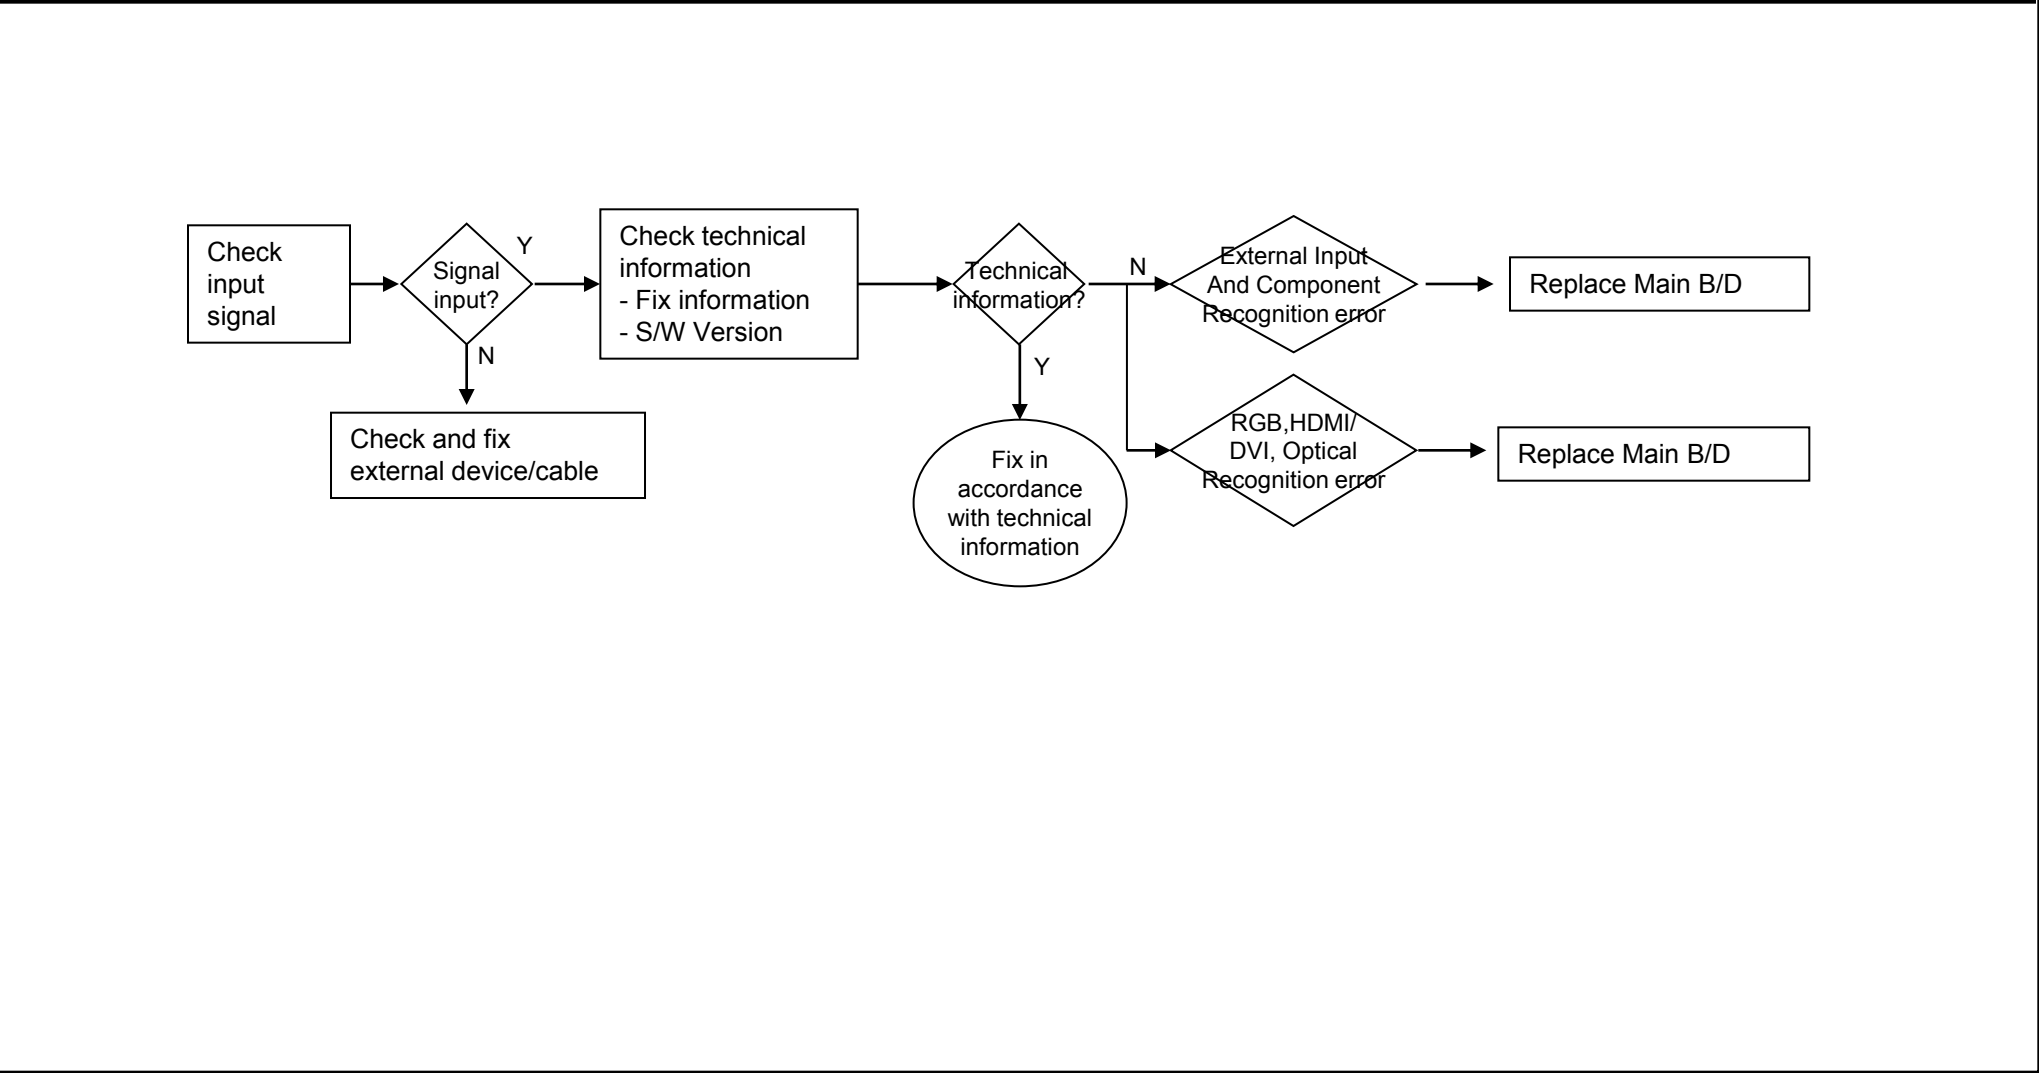 Check
input
signal
Signal
input?
Y
N
Check and fix
external device/cable
Check technical
information
- Fix information
- S/W Version
Technical
information?
N
Y
Fix in
accordance
with technical
information
External Input
And Component
Recognition error
Replace Main B/D
RGB,HDMI/
DVI, Optical
Recognition error
Replace Main B/D